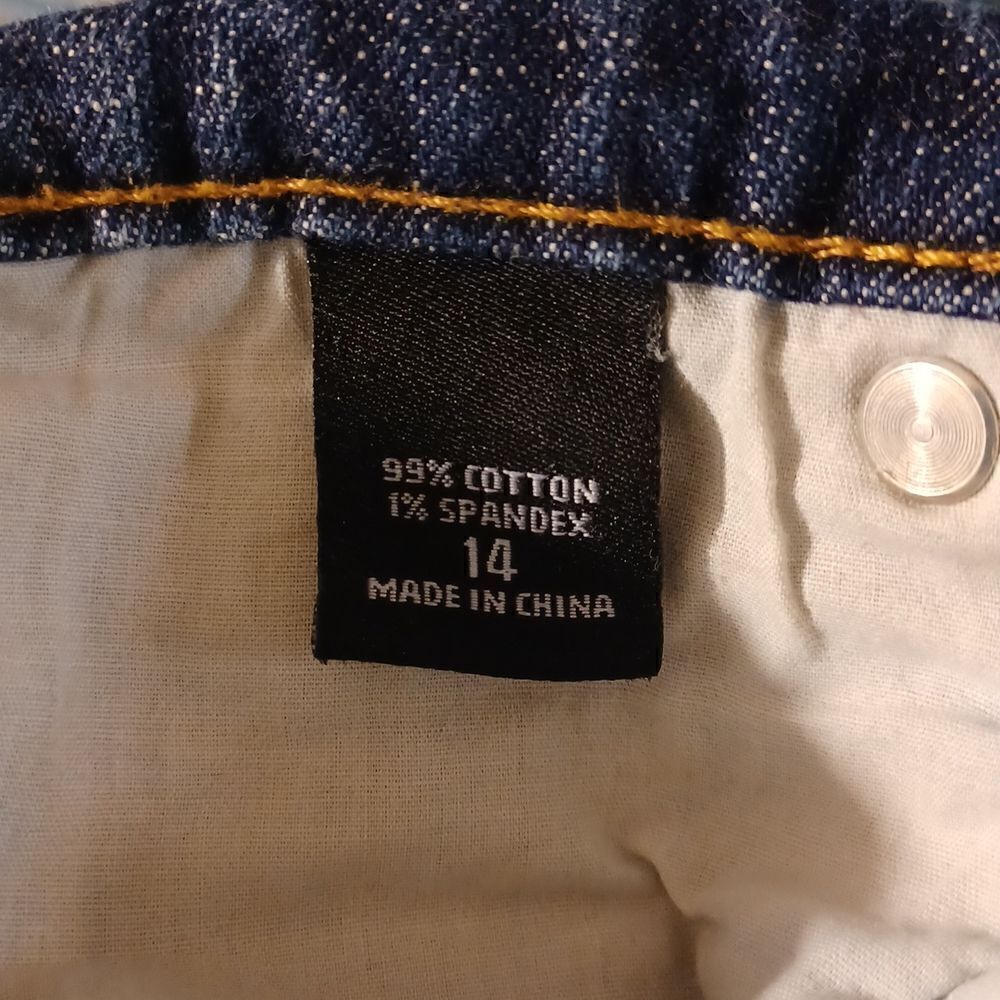 99% COTTON
1% SPANDEX
14
MADE IN CHINA